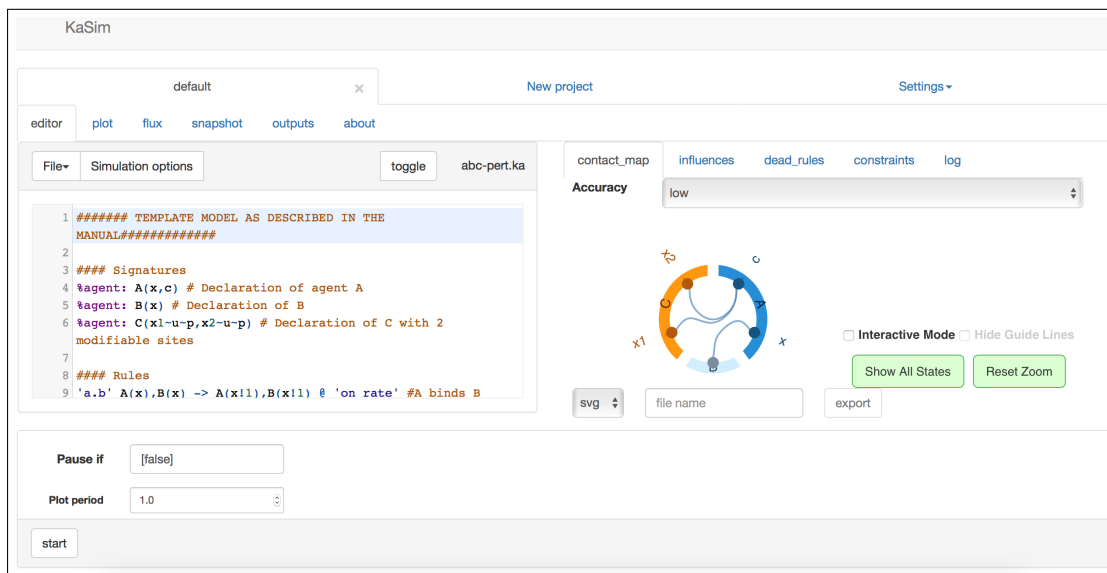 KaSim
default ×
New project
Settings
editor plot flux snapshot outputs about
File Simulation options toggle abc-pert.ka
1 ####### TEMPLATE MODEL AS DESCRIBED IN THE
MANUAL#############
2
3 #### Signatures
4 %agent: A(x,c) # Declaration of agent A
5 %agent: B(x) # Declaration of B
6 %agent: C(x1~u~p,x2~u~p) # Declaration of C with 2
modifiable sites
7
8 #### Rules
9 'a.b' A(x),B(x) -> A(x!1),B(x!1) @ 'on rate' #A binds B
contact_map influences dead_rules constraints log
Accuracy low
x2 c
C A
x1 x
B
Interactive Mode Hide Guide Lines
Show All States Reset Zoom
svg file name export
Pause if [false]
Plot period 1.0
start